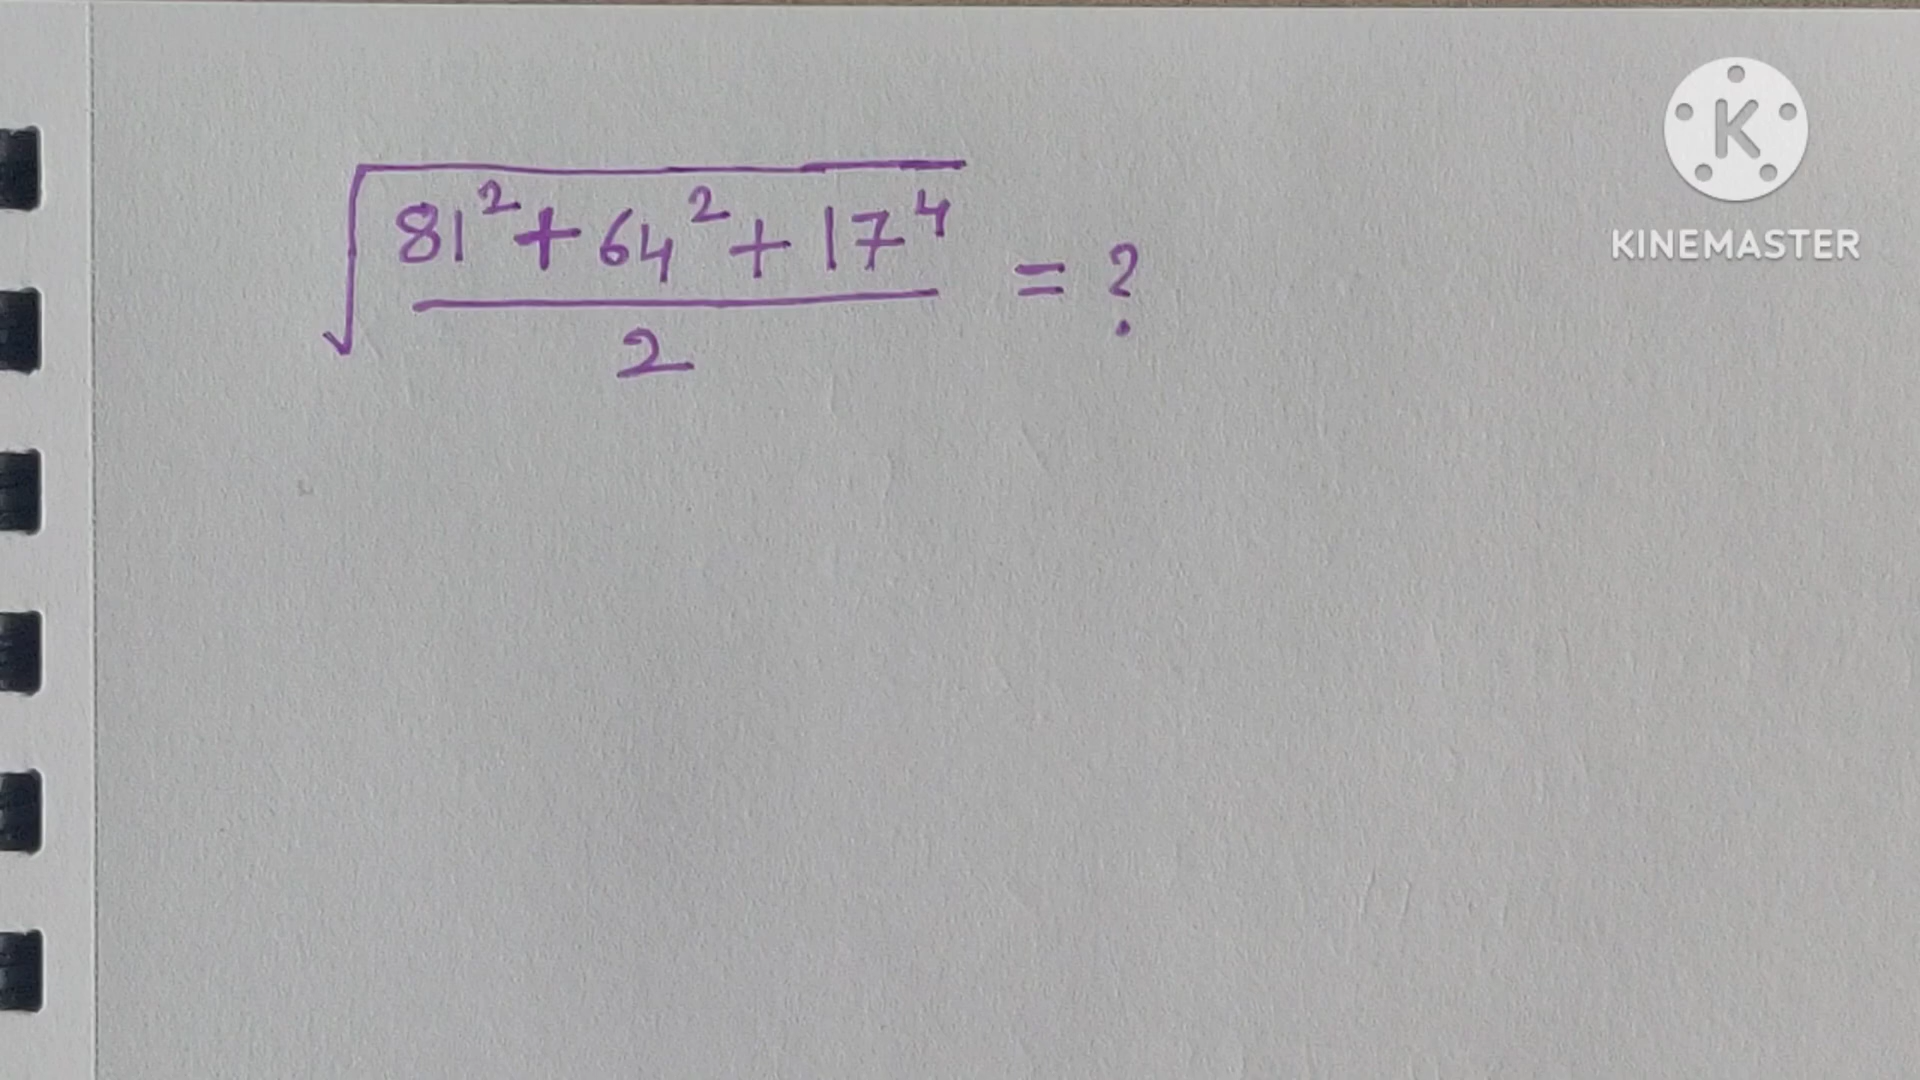 √((81² + 64² + 17⁴)/2) = ?
KINEMASTER